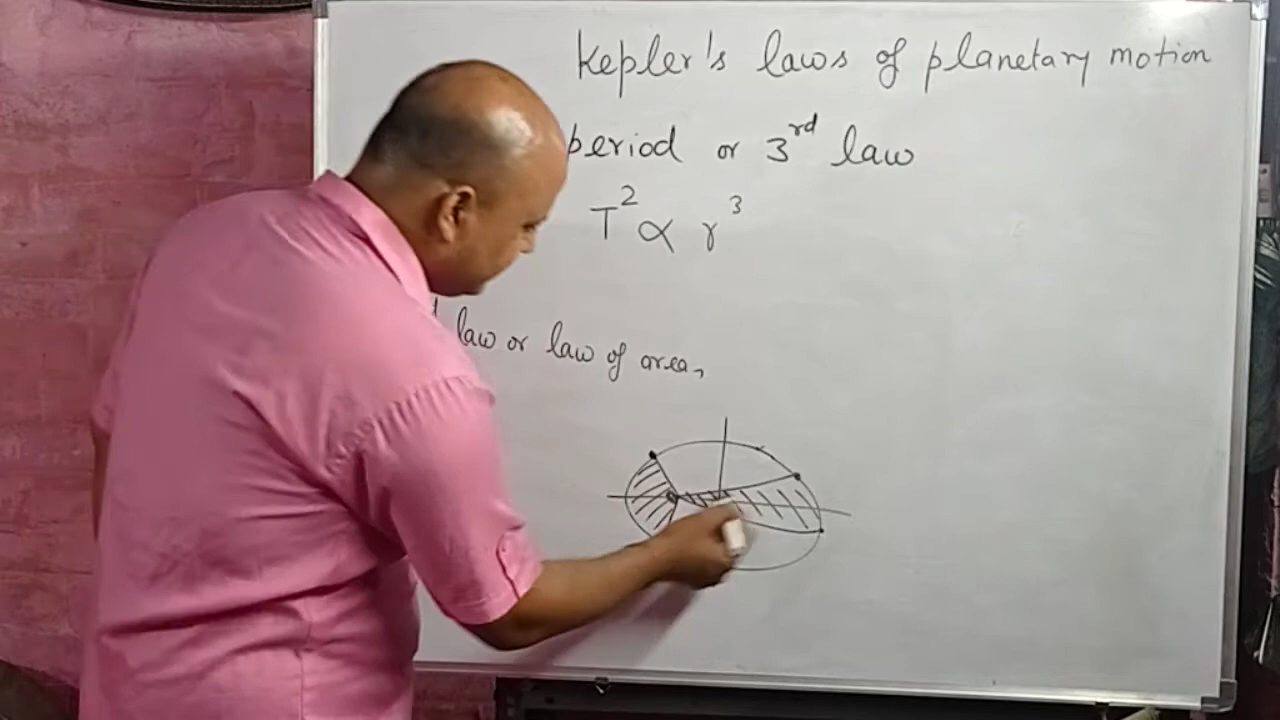 Kepler's laws of planetary motion
period or 3rd law
T² ∝ r³
law or law of area,